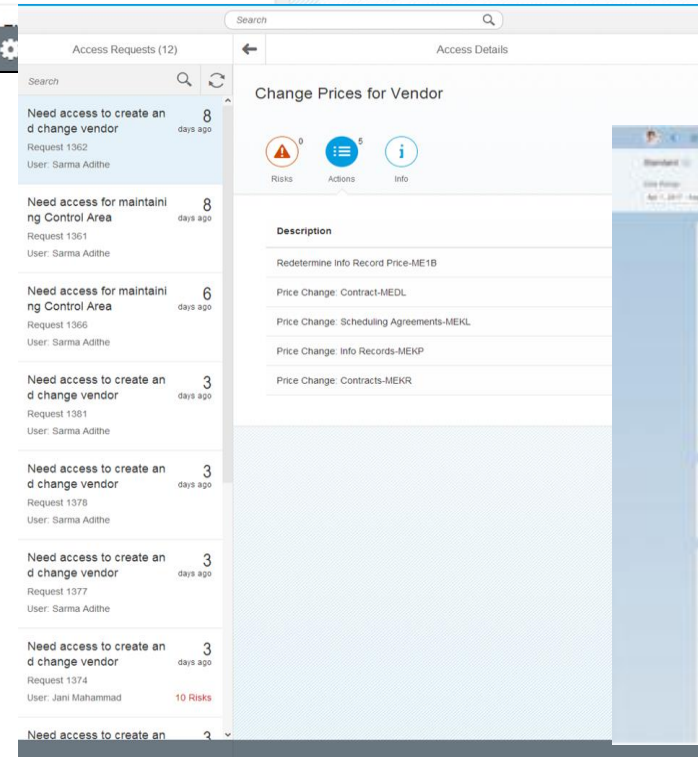 Search
Access Requests (12)
Access Details
Search
Need access to create an
d change vendor
8
days ago
Request 1362
User: Sarma Adithe
Need access for maintaini
ng Control Area
8
days ago
Request 1361
User: Sarma Adithe
Need access for maintaini
ng Control Area
6
days ago
Request 1366
User: Sarma Adithe
Need access to create an
d change vendor
3
days ago
Request 1381
User: Sarma Adithe
Need access to create an
d change vendor
3
days ago
Request 1378
User: Sarma Adithe
Need access to create an
d change vendor
3
days ago
Request 1377
User: Sarma Adithe
Need access to create an
d change vendor
3
days ago
Request 1374
User: Jani Mahammad
10 Risks
Need access to create an
3
Change Prices for Vendor
0
5
i
Risks
Actions
Info
Description
Redetermine Info Record Price-ME1B
Price Change: Contract-MEDL
Price Change: Scheduling Agreements-MEKL
Price Change: Info Records-MEKP
Price Change: Contracts-MEKR
Standard